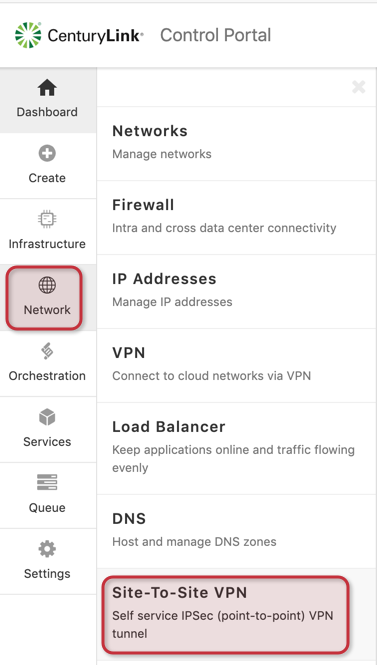 CenturyLink® Control Portal
Dashboard
Create
Infrastructure
Network
Orchestration
Services
Queue
Settings
Networks
Manage networks
Firewall
Intra and cross data center connectivity
IP Addresses
Manage IP addresses
VPN
Connect to cloud networks via VPN
Load Balancer
Keep applications online and traffic flowing
evenly
DNS
Host and manage DNS zones
Site-To-Site VPN
Self service IPSec (point-to-point) VPN
tunnel